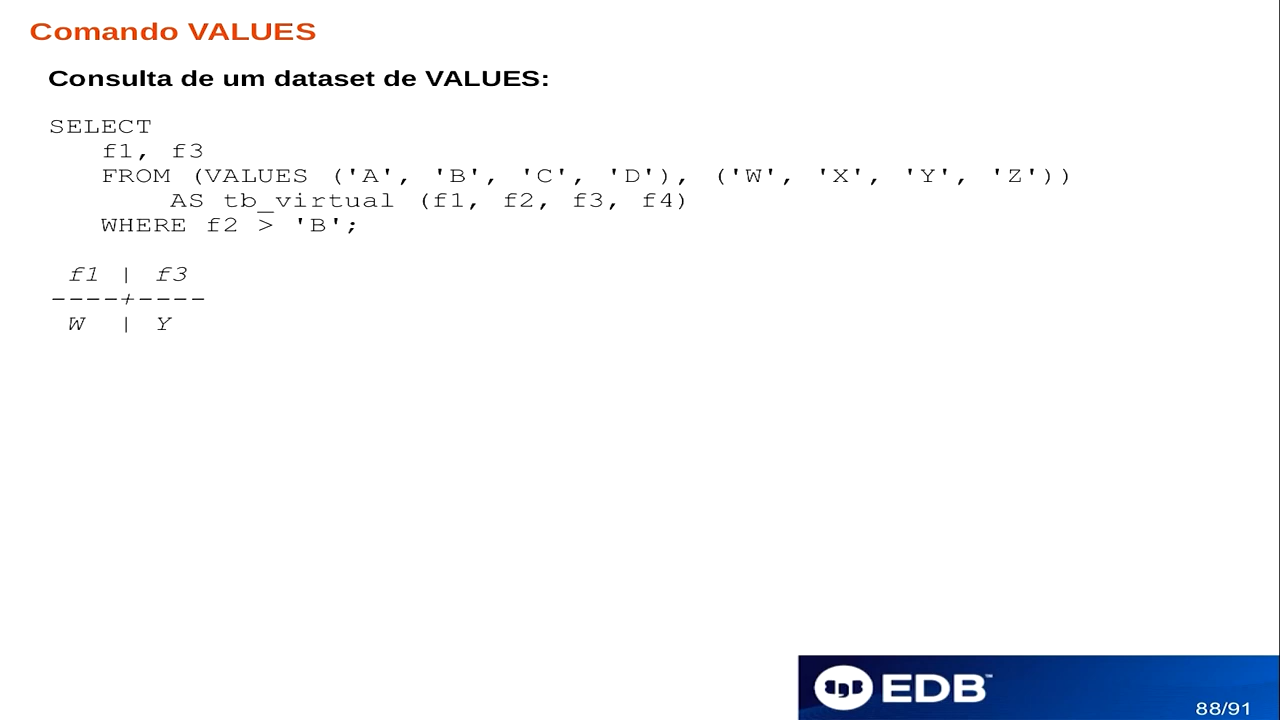 Comando VALUES
Consulta de um dataset de VALUES:
SELECT
f1, f3
FROM (VALUES ('A', 'B', 'C', 'D'), ('W', 'X', 'Y', 'Z'))
AS tb_virtual (f1, f2, f3, f4)
WHERE f2 > 'B';
f1 | f3
----+----
W | Y
EDB™
88/91